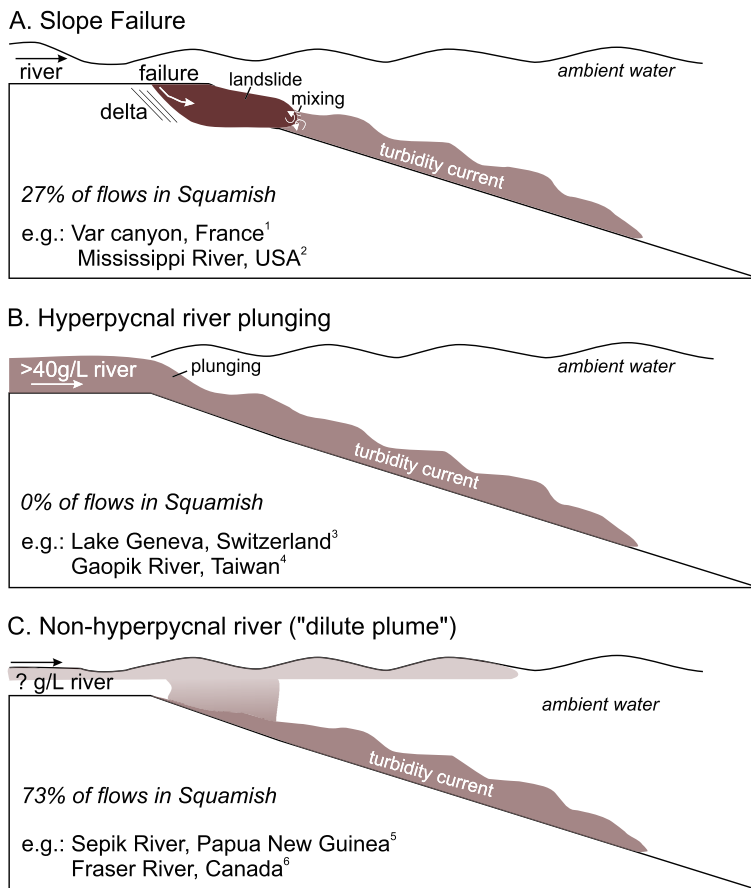 A. Slope Failure
river
failure
landslide
mixing
ambient water
delta
turbidity current
27% of flows in Squamish
e.g.: Var canyon, France¹
Mississippi River, USA²
B. Hyperpycnal river plunging
>40g/L river
plunging
ambient water
turbidity current
0% of flows in Squamish
e.g.: Lake Geneva, Switzerland³
Gaopik River, Taiwan⁴
C. Non-hyperpycnal river ("dilute plume")
? g/L river
ambient water
turbidity current
73% of flows in Squamish
e.g.: Sepik River, Papua New Guinea⁵
Fraser River, Canada⁶